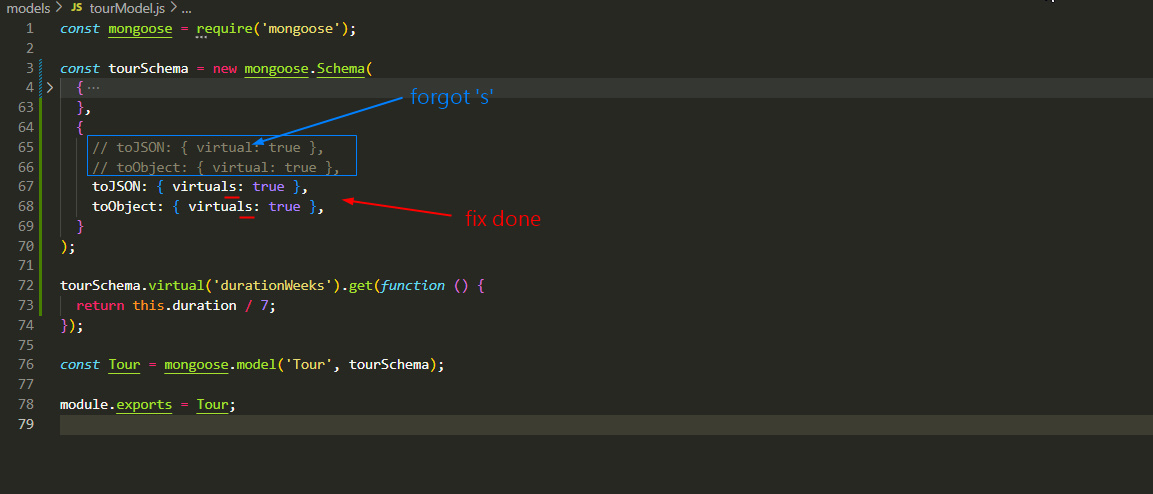 models > JS tourModel.js > ...
1 const mongoose = require('mongoose');
2
3 const tourSchema = new mongoose.Schema(
4 > { ...
forgot 's'
63 },
64 {
65 // toJSON: { virtual: true },
66 // toObject: { virtual: true },
67 toJSON: { virtuals: true },
68 toObject: { virtuals: true },
fix done
69 }
70 );
71
72 tourSchema.virtual('durationWeeks').get(function () {
73 return this.duration / 7;
74 });
75
76 const Tour = mongoose.model('Tour', tourSchema);
77
78 module.exports = Tour;
79